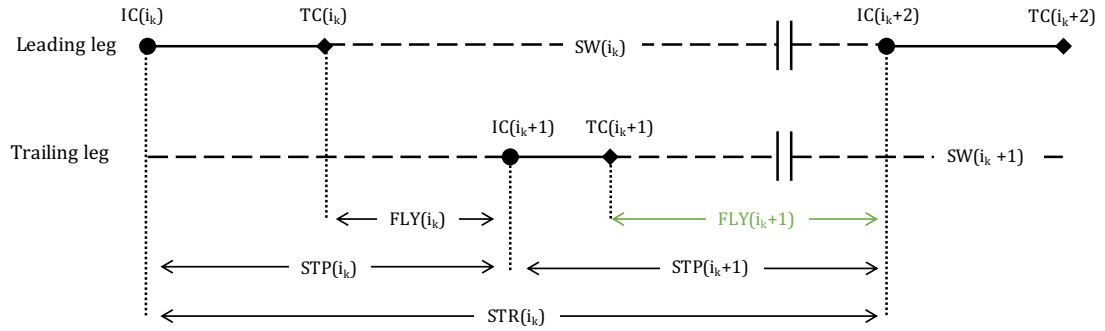 IC(iₖ) TC(iₖ) IC(iₖ+2) TC(iₖ+2)
Leading leg SW(iₖ)
IC(iₖ+1) TC(iₖ+1)
Trailing leg SW(iₖ +1)
FLY(iₖ) FLY(iₖ+1)
STP(iₖ) STP(iₖ+1)
STR(iₖ)